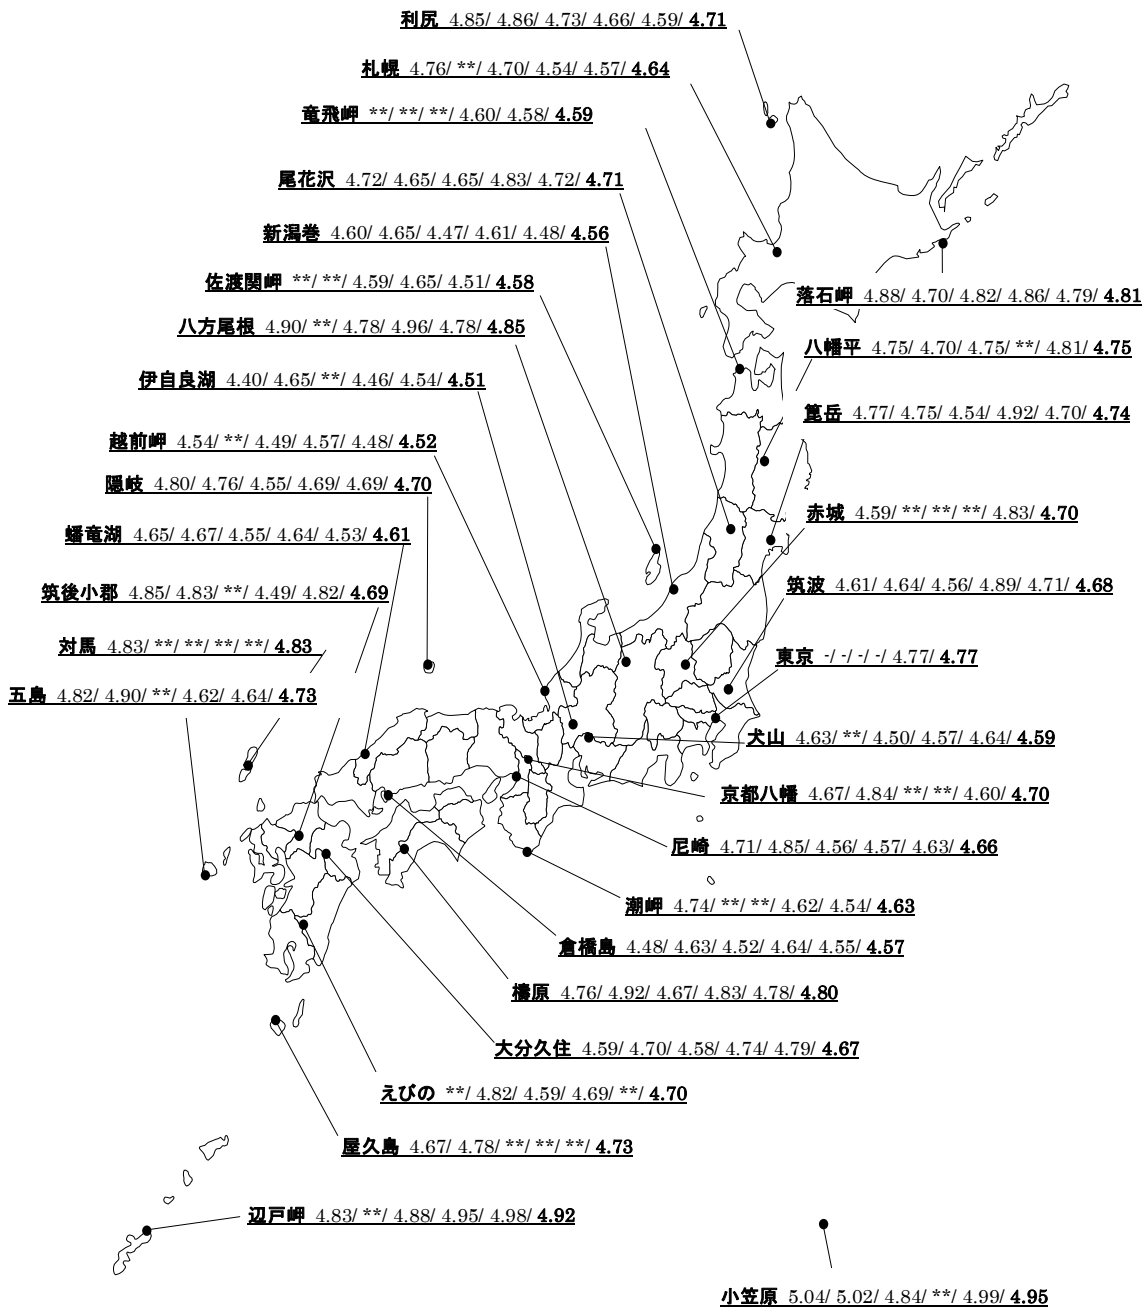 利尻 4.85/ 4.86/ 4.73/ 4.66/ 4.59/ 4.71
札幌 4.76/ **/ 4.70/ 4.54/ 4.57/ 4.64
竜飛岬 **/ **/ **/ 4.60/ 4.58/ 4.59
尾花沢 4.72/ 4.65/ 4.65/ 4.83/ 4.72/ 4.71
新潟巻 4.60/ 4.65/ 4.47/ 4.61/ 4.48/ 4.56
佐渡関岬 **/ **/ 4.59/ 4.65/ 4.51/ 4.58
落石岬 4.88/ 4.70/ 4.82/ 4.86/ 4.79/ 4.81
八方尾根 4.90/ **/ 4.78/ 4.96/ 4.78/ 4.85
八幡平 4.75/ 4.70/ 4.75/ **/ 4.81/ 4.75
伊自良湖 4.40/ 4.65/ **/ 4.46/ 4.54/ 4.51
箟岳 4.77/ 4.75/ 4.54/ 4.92/ 4.70/ 4.74
越前岬 4.54/ **/ 4.49/ 4.57/ 4.48/ 4.52
隠岐 4.80/ 4.76/ 4.55/ 4.69/ 4.69/ 4.70
赤城 4.59/ **/ **/ **/ 4.83/ 4.70
蟠竜湖 4.65/ 4.67/ 4.55/ 4.64/ 4.53/ 4.61
筑波 4.61/ 4.64/ 4.56/ 4.89/ 4.71/ 4.68
筑後小郡 4.85/ 4.83/ **/ 4.49/ 4.82/ 4.69
対馬 4.83/ **/ **/ **/ **/ 4.83
東京 -/ -/ -/ -/ 4.77/ 4.77
五島 4.82/ 4.90/ **/ 4.62/ 4.64/ 4.73
犬山 4.63/ **/ 4.50/ 4.57/ 4.64/ 4.59
京都八幡 4.67/ 4.84/ **/ **/ 4.60/ 4.70
尼崎 4.71/ 4.85/ 4.56/ 4.57/ 4.63/ 4.66
潮岬 4.74/ **/ **/ 4.62/ 4.54/ 4.63
倉橋島 4.48/ 4.63/ 4.52/ 4.64/ 4.55/ 4.57
檮原 4.76/ 4.92/ 4.67/ 4.83/ 4.78/ 4.80
大分久住 4.59/ 4.70/ 4.58/ 4.74/ 4.79/ 4.67
えびの **/ 4.82/ 4.59/ 4.69/ **/ 4.70
屋久島 4.67/ 4.78/ **/ **/ **/ 4.73
辺戸岬 4.83/ **/ 4.88/ 4.95/ 4.98/ 4.92
小笠原 5.04/ 5.02/ 4.84/ **/ 4.99/ 4.95